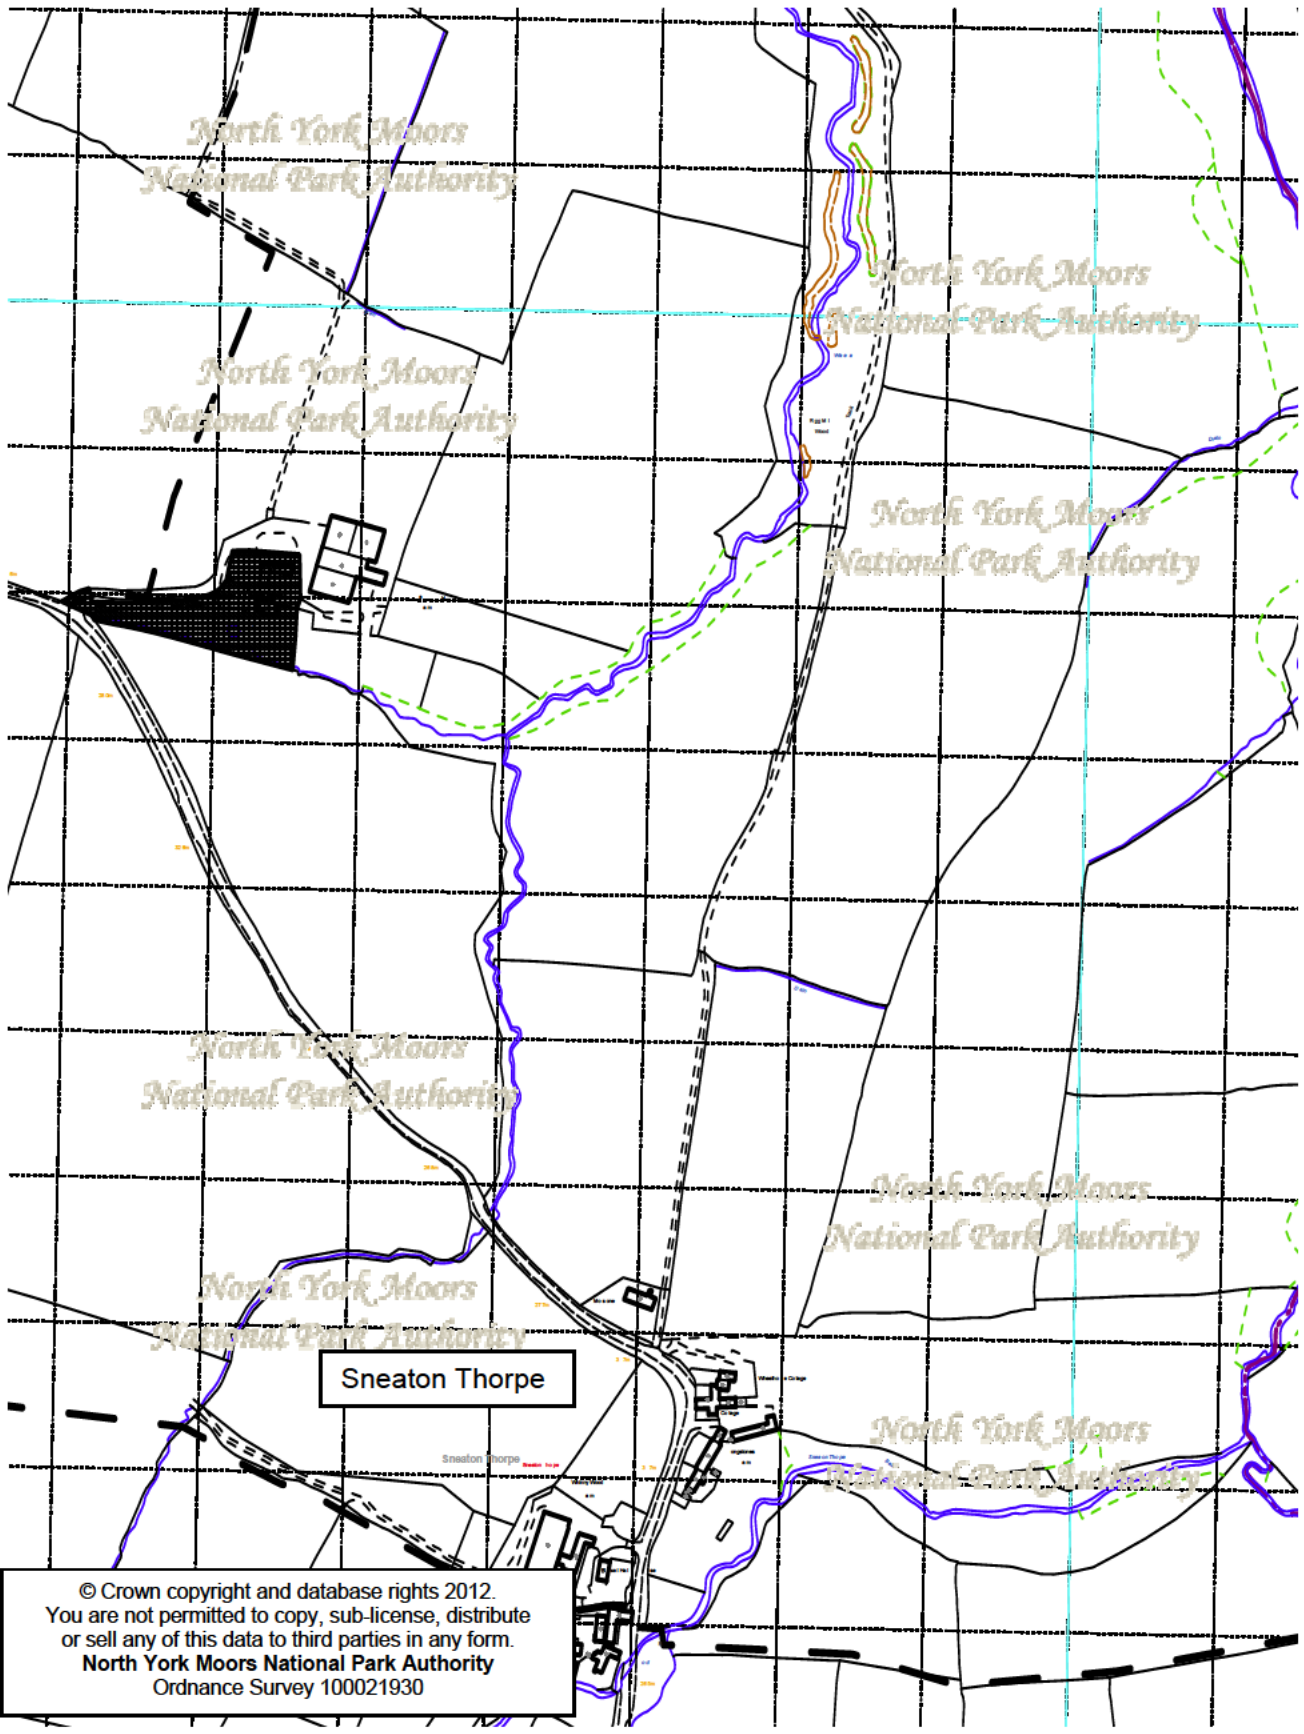 North York Moors
National Park Authority
North York Moors
National Park Authority
North York Moors
National Park Authority
North York Moors
National Park Authority
North York Moors
National Park Authority
North York Moors
National Park Authority
North York Moors
National Park Authority
Sneaton Thorpe
North York Moors
National Park Authority
Sneaton Thorpe
© Crown copyright and database rights 2012.
You are not permitted to copy, sub-license, distribute
or sell any of this data to third parties in any form.
North York Moors National Park Authority
Ordnance Survey 100021930